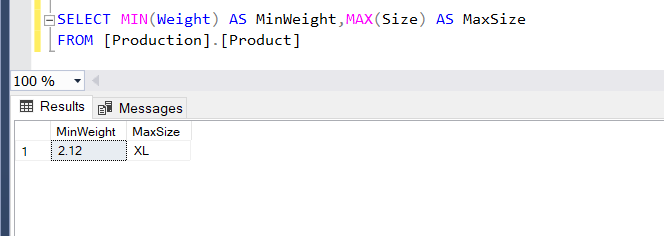 SELECT MIN(Weight) AS MinWeight,MAX(Size) AS MaxSize
FROM [Production].[Product]
100 %
Results Messages
MinWeight MaxSize
1 2.12 XL